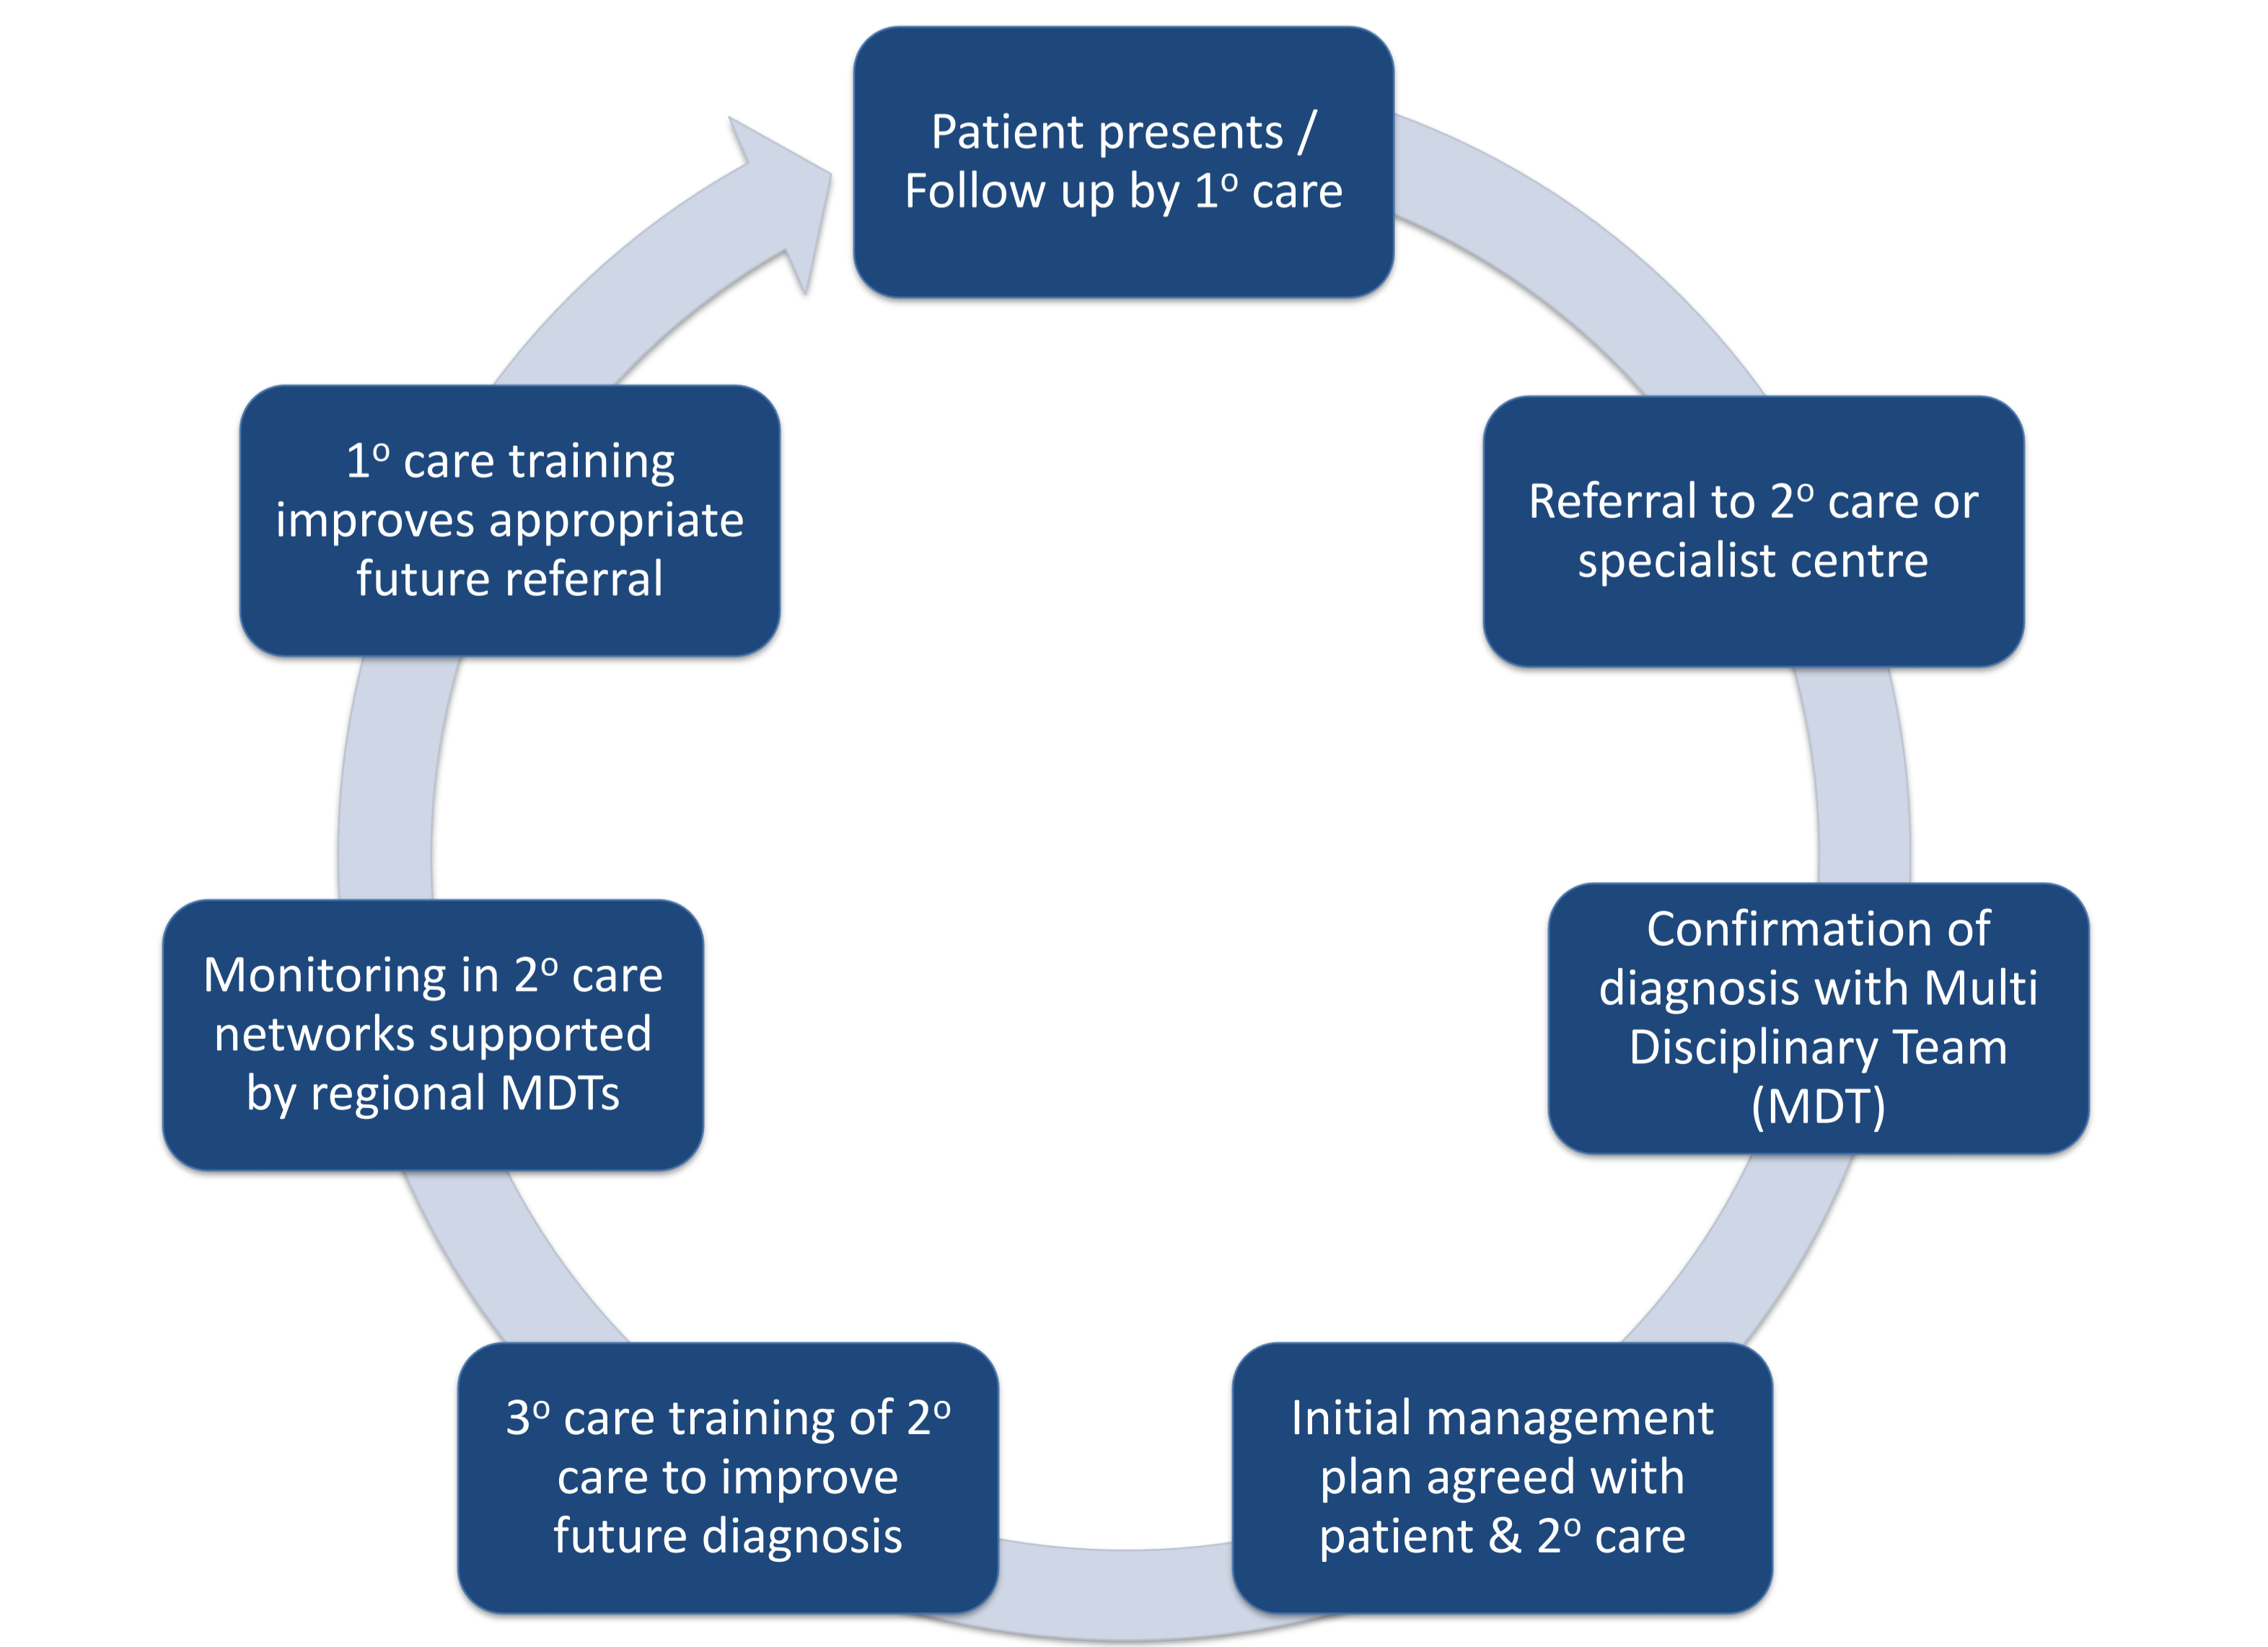 Patient presents /
Follow up by 1º care
Referral to 2º care or
specialist centre
Confirmation of
diagnosis with Multi
Disciplinary Team
(MDT)
Initial management
plan agreed with
patient & 2º care
3º care training of 2º
care to improve
future diagnosis
Monitoring in 2º care
networks supported
by regional MDTs
1º care training
improves appropriate
future referral